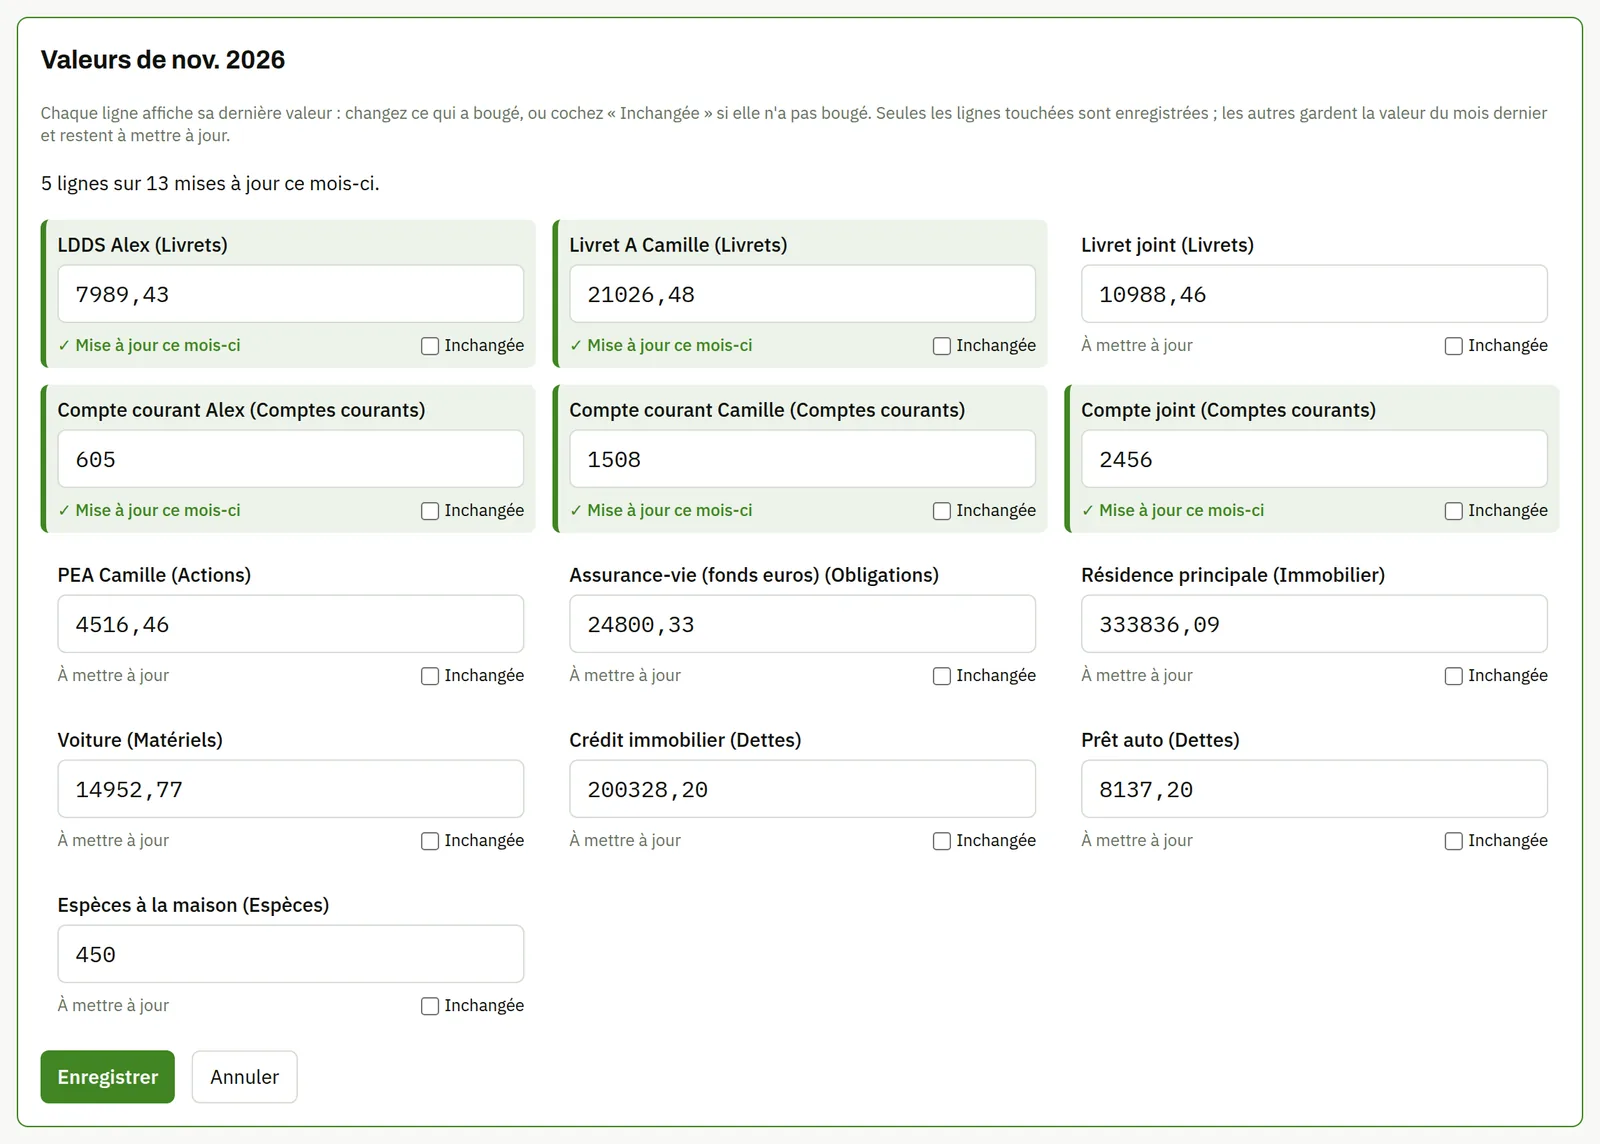 Valeurs de nov. 2026
Chaque ligne affiche sa dernière valeur : changez ce qui a bougé, ou cochez « Inchangée » si elle n'a pas bougé. Seules les lignes touchées sont enregistrées ; les autres gardent la valeur du mois dernier
et restent à mettre à jour.
5 lignes sur 13 mises à jour ce mois-ci.
LDDS Alex (Livrets)
7989,43
✓ Mise à jour ce mois-ci
Inchangée
Livret A Camille (Livrets)
21026,48
✓ Mise à jour ce mois-ci
Inchangée
Livret joint (Livrets)
10988,46
À mettre à jour
Inchangée
Compte courant Alex (Comptes courants)
605
✓ Mise à jour ce mois-ci
Inchangée
Compte courant Camille (Comptes courants)
1508
✓ Mise à jour ce mois-ci
Inchangée
Compte joint (Comptes courants)
2456
✓ Mise à jour ce mois-ci
Inchangée
PEA Camille (Actions)
4516,46
À mettre à jour
Inchangée
Assurance-vie (fonds euros) (Obligations)
24800,33
À mettre à jour
Inchangée
Résidence principale (Immobilier)
333836,09
À mettre à jour
Inchangée
Voiture (Matériels)
14952,77
À mettre à jour
Inchangée
Crédit immobilier (Dettes)
200328,20
À mettre à jour
Inchangée
Prêt auto (Dettes)
8137,20
À mettre à jour
Inchangée
Espèces à la maison (Espèces)
450
À mettre à jour
Inchangée
Enregistrer
Annuler